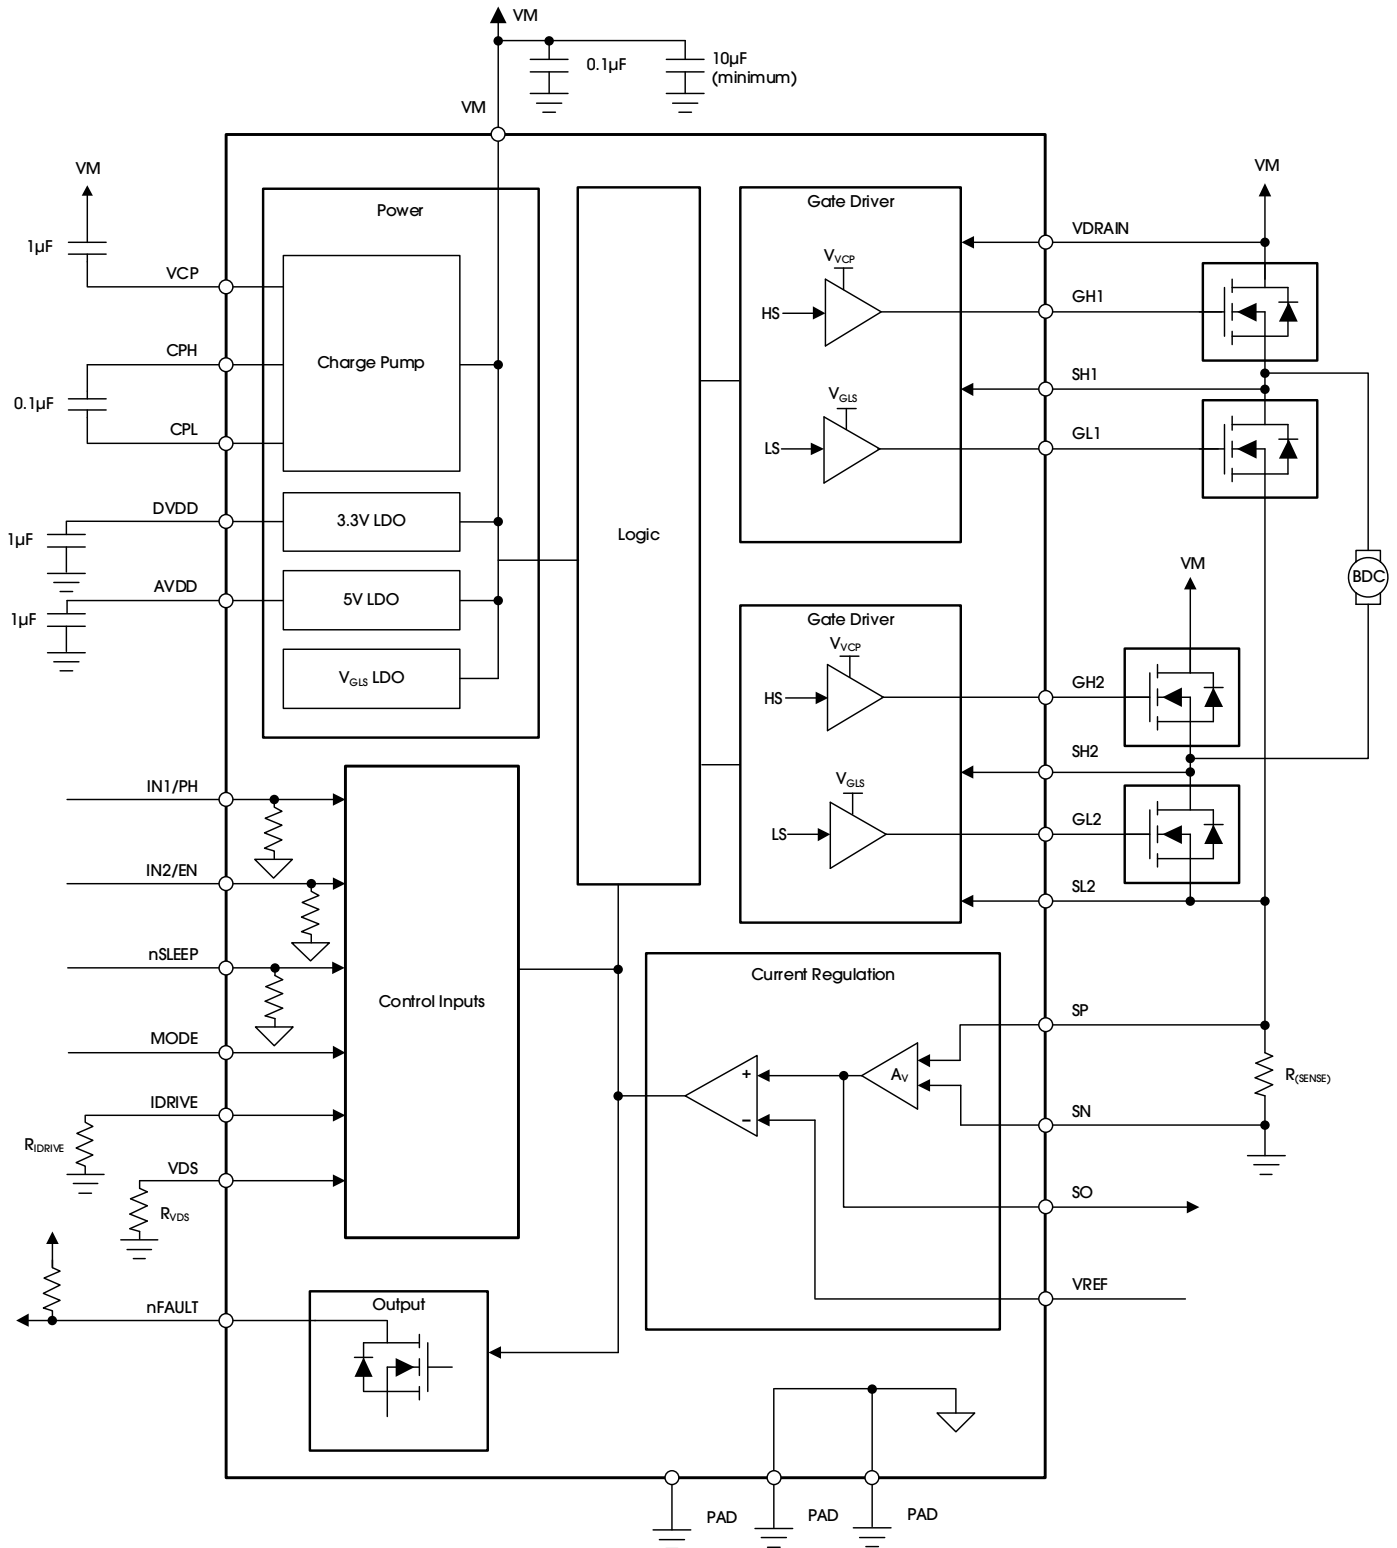 VM
0.1µF
10µF
(minimum)
VM
VM
1µF
VCP
CPH
0.1µF
CPL
DVDD
1µF
AVDD
1µF
Power
Charge Pump
3.3V LDO
5V LDO
VGLS LDO
Logic
Gate Driver
VVCP
HS
VGLS
LS
Gate Driver
VVCP
HS
VGLS
LS
VM
VDRAIN
GH1
SH1
GL1
BDC
VM
GH2
SH2
GL2
SL2
IN1/PH
IN2/EN
nSLEEP
MODE
IDRIVE
RIDRIVE
VDS
RVDS
nFAULT
Control Inputs
Output
Current Regulation
+
−
AV
SP
R(SENSE)
SN
SO
VREF
PAD
PAD
PAD